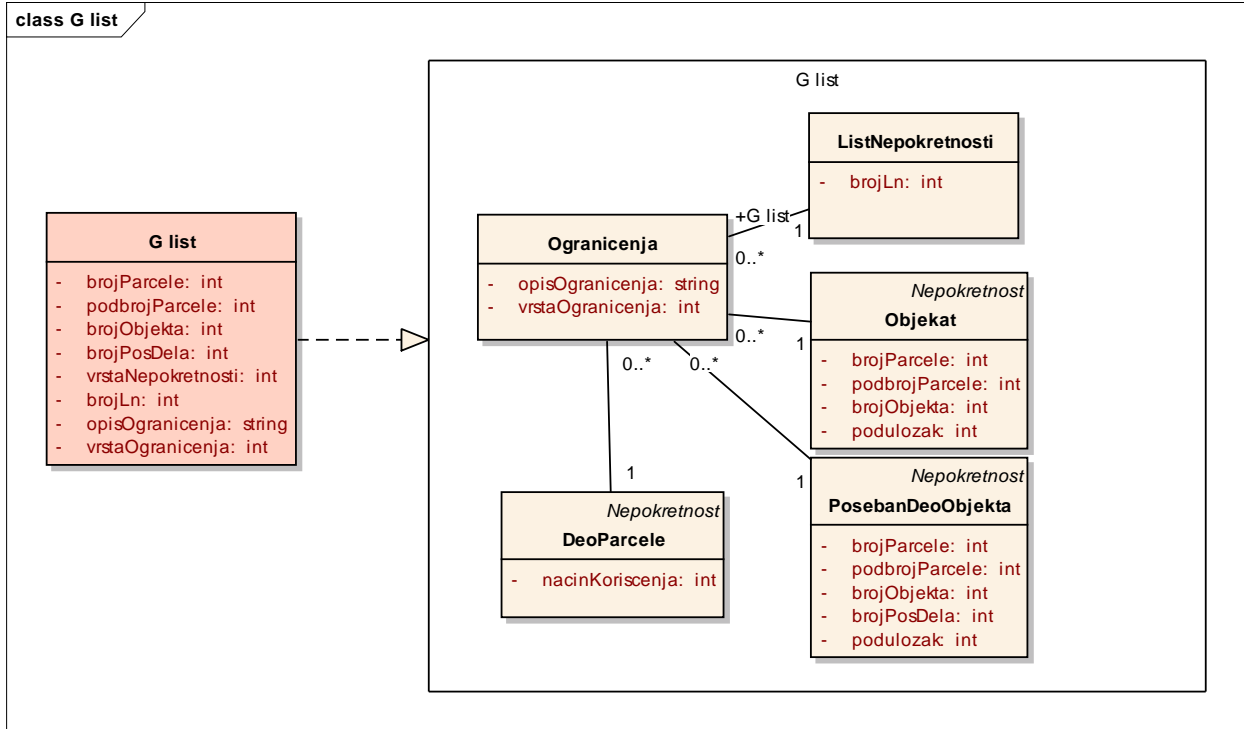 class G list
G list
- brojParcele: int
- podbrojParcele: int
- brojObjekta: int
- brojPosDela: int
- vrstaNepokretnosti: int
- brojLn: int
- opisOgranicenja: string
- vrstaOgranicenja: int
G list
ListNepokretnosti
- brojLn: int
+G list
1
0..*
Ogranicenja
- opisOgranicenja: string
- vrstaOgranicenja: int
0..*
1
Nepokretnost
Objekat
- brojParcele: int
- podbrojParcele: int
- brojObjekta: int
- podulozak: int
0..*
0..*
1
1
Nepokretnost
DeoParcele
- nacinKoriscenja: int
Nepokretnost
PosebanDeoObjekta
- brojParcele: int
- podbrojParcele: int
- brojObjekta: int
- brojPosDela: int
- podulozak: int